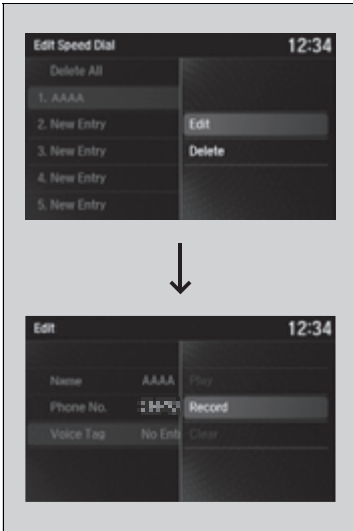 Edit Speed Dial 12:34
Delete All
1. AAAA
2. New Entry Edit
3. New Entry Delete
4. New Entry
5. New Entry
Edit 12:34
Name AAAA Play
Phone No. Record
Voice Tag No Ent Clear